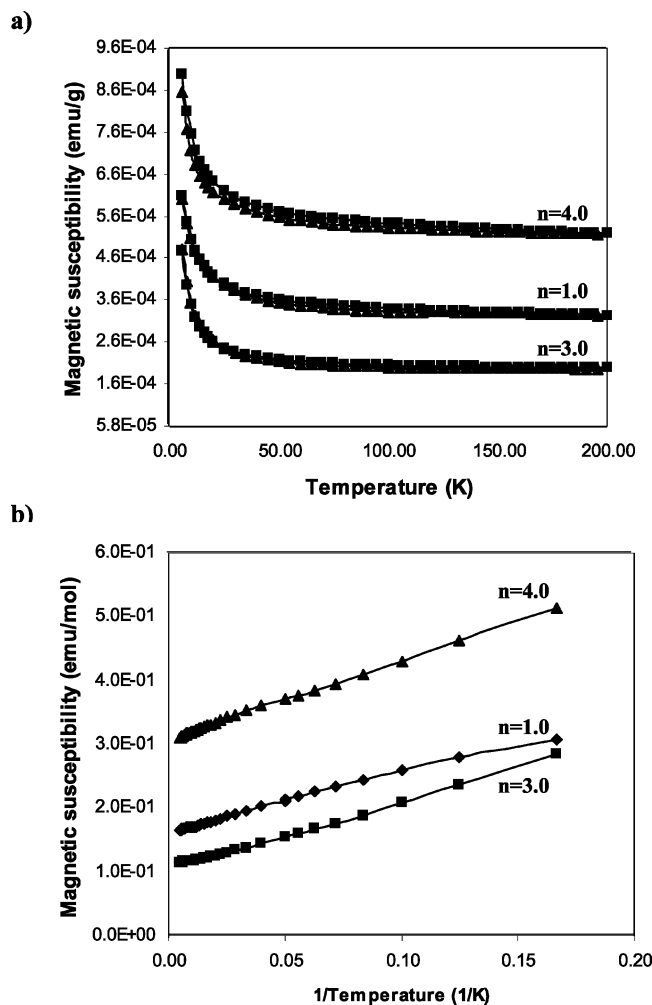 a)
Magnetic susceptibility (emu/g)
9.6E-04
8.6E-04
7.6E-04
6.6E-04
5.6E-04
4.6E-04
3.6E-04
2.6E-04
1.6E-04
5.8E-05
n=4.0
n=1.0
n=3.0
0.00 50.00 100.00 150.00 200.00
Temperature (K)
b)
Magnetic susceptibility (emu/mol)
6.0E-01
5.0E-01
4.0E-01
3.0E-01
2.0E-01
1.0E-01
0.0E+00
n=4.0
n=1.0
n=3.0
0.00 0.05 0.10 0.15 0.20
1/Temperature (1/K)